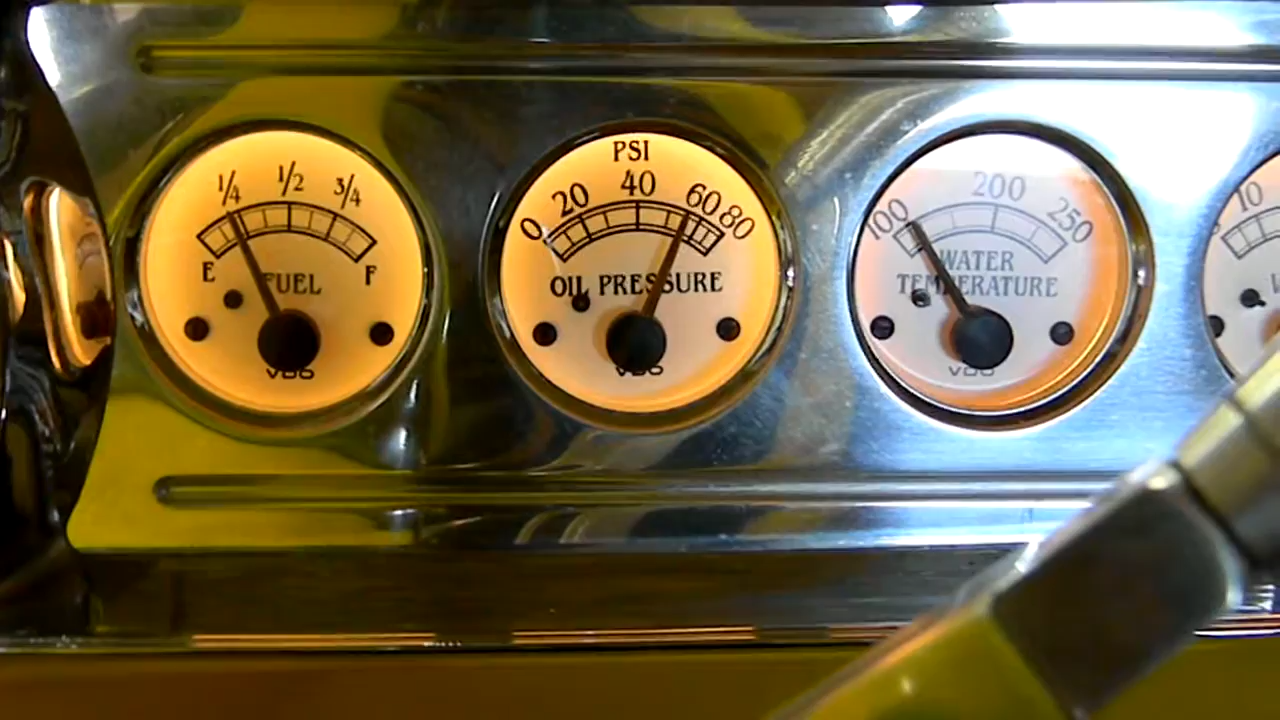 1/4 1/2 3/4
E F
FUEL
VDO
PSI
0 20 40 60 80
OIL PRESSURE
VDO
100 200 250
WATER
TEMPERATURE
VDO
10